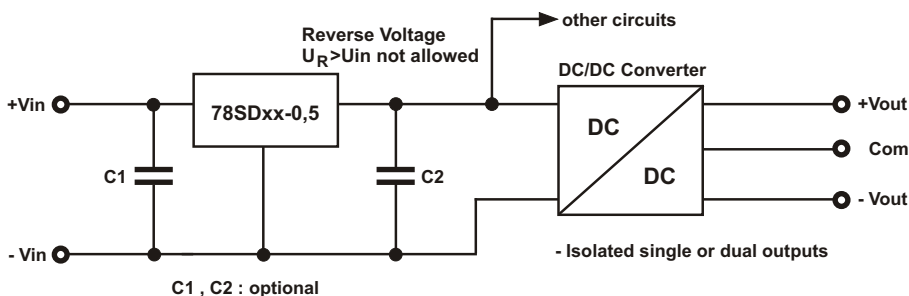 other circuits
Reverse Voltage
UR>Uin not allowed
DC/DC Converter
+Vin
78SDxx-0,5
+Vout
DC
C1
C2
Com
DC
- Vout
- Vin
- Isolated single or dual outputs
C1 , C2 : optional